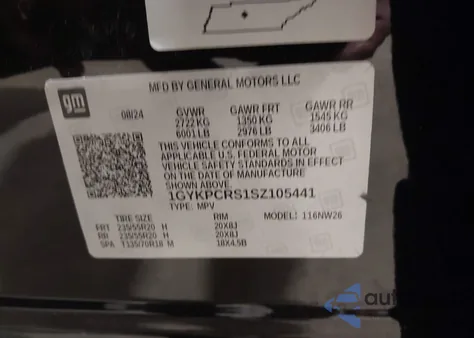 MFD BY GENERAL MOTORS LLC
gm
08/24 GVWR GAWR FRT GAWR RR
2722 KG 1350 KG 1545 KG
6001 LB 2976 LB 3406 LB
THIS VEHICLE CONFORMS TO ALL
APPLICABLE U.S. FEDERAL MOTOR
VEHICLE SAFETY STANDARDS IN EFFECT
ON THE DATE OF MANUFACTURE
SHOWN ABOVE.
1GYKPCRS1SZ105441
TYPE: MPV MODEL: 116NW26
TIRE SIZE RIM
FRT 235/55R20 H 20X8J
RR 235/55R20 H 20X8J
SPA T135/70R18 M 18X4.5B